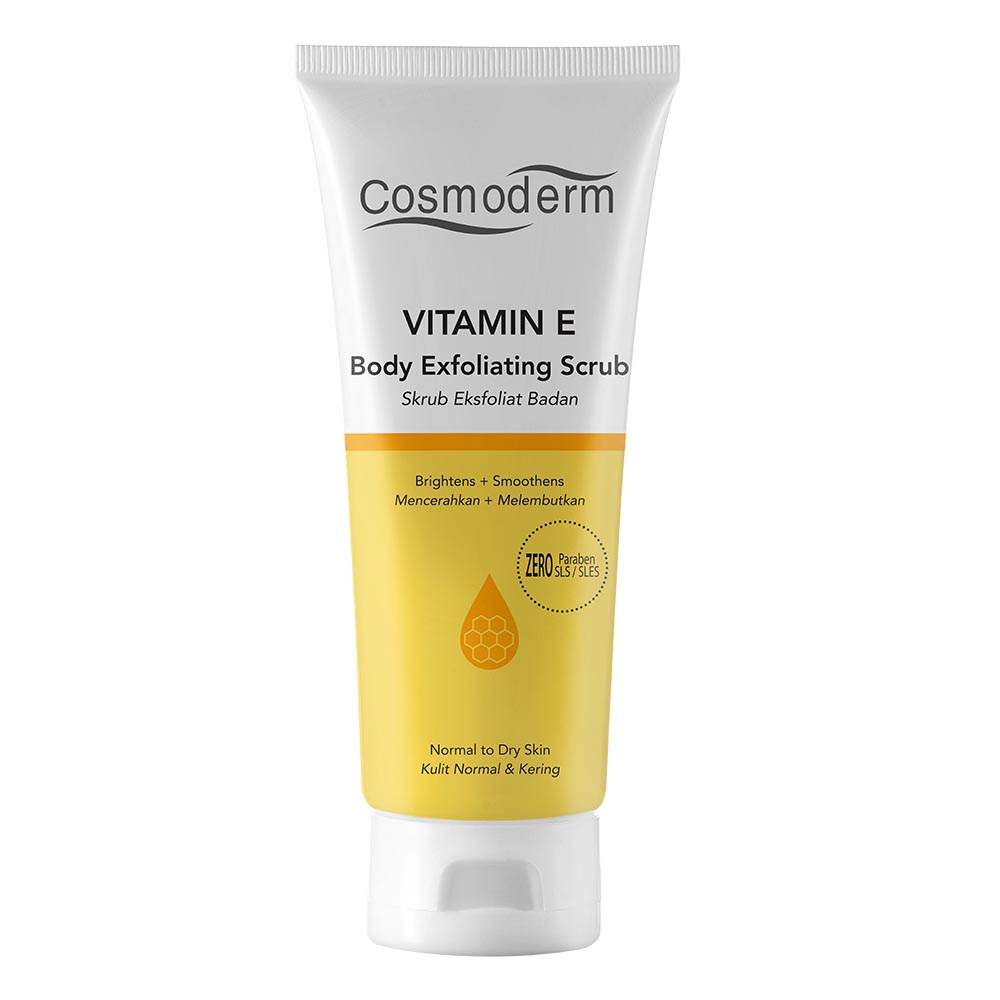 Cosmoderm
VITAMIN E
Body Exfoliating Scrub
Skrub Eksfoliat Badan
Brightens + Smoothens
Mencerahkan + Melembutkan
ZERO Paraben
SLS / SLES
Normal to Dry Skin
Kulit Normal & Kering